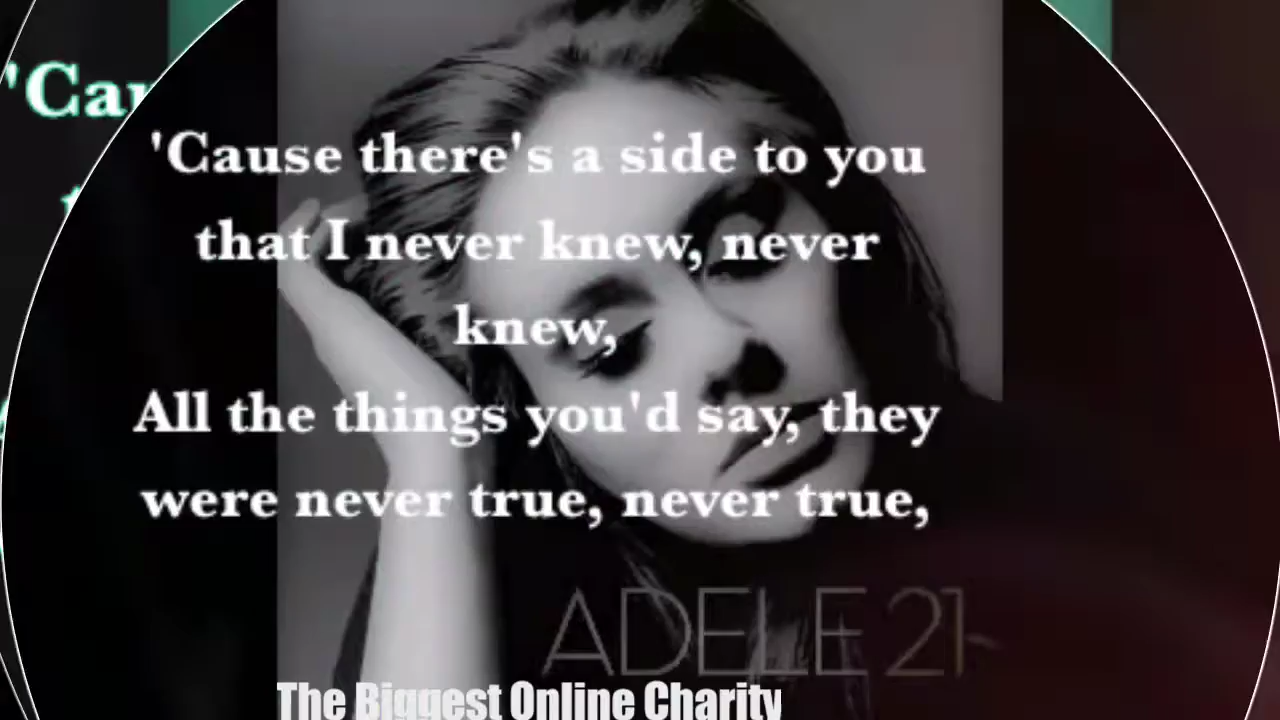 'Cau
'Cause there's a side to you
that I never knew, never
knew,
All the things you'd say, they
were never true, never true,
ADELE 21
The Biggest Online Charity